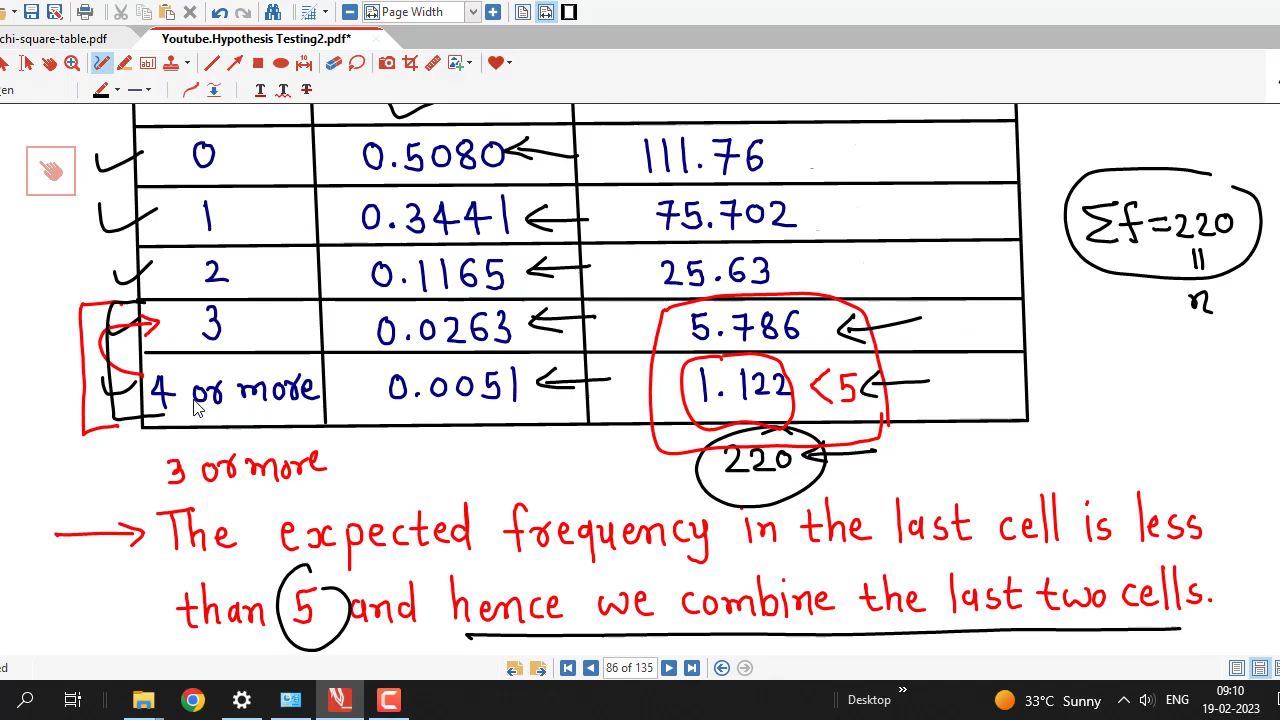 Page Width
chi-square-table.pdf
Youtube.Hypothesis Testing2.pdf*
en
0 0.5080 111.76
1 0.3441 75.702
2 0.1165 25.63
3 0.0263 5.786
4 or more 0.0051 1.122 < 5
220
Σf = 220
=
n
3 or more
→ The expected frequency in the last cell is less
than 5 and hence we combine the last two cells.
ed
86 of 135
Desktop
33°C Sunny
ENG
09:10
19-02-2023